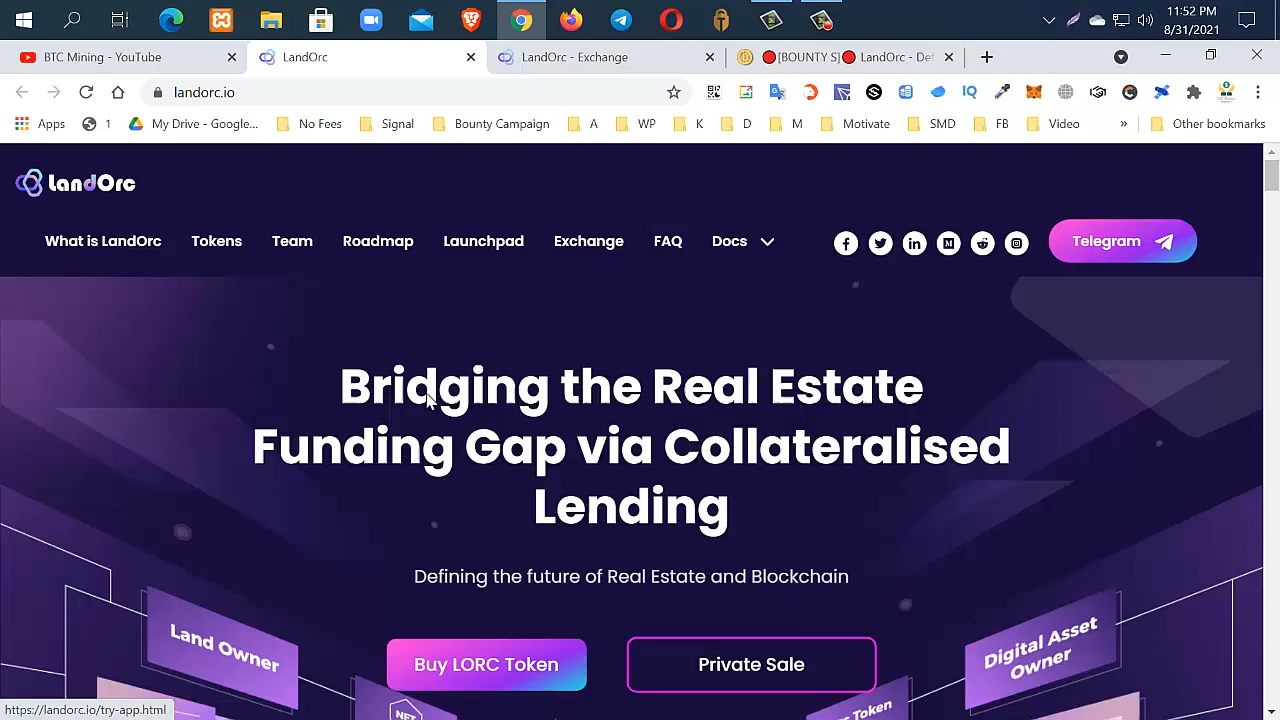 11:52 PM
8/31/2021
BTC Mining - YouTube
LandOrc
LandOrc - Exchange
[BOUNTY S] LandOrc - Def
landorc.io
Apps
1
My Drive - Google...
No Fees
Signal
Bounty Campaign
A
WP
K
D
M
Motivate
SMD
FB
Video
»
Other bookmarks
LandOrc
What is LandOrc
Tokens
Team
Roadmap
Launchpad
Exchange
FAQ
Docs
Telegram
Bridging the Real Estate
Funding Gap via Collateralised
Lending
Defining the future of Real Estate and Blockchain
Land Owner
Digital Asset
Owner
Buy LORC Token
Private Sale
NFT
Token
https://landorc.io/try-app.html